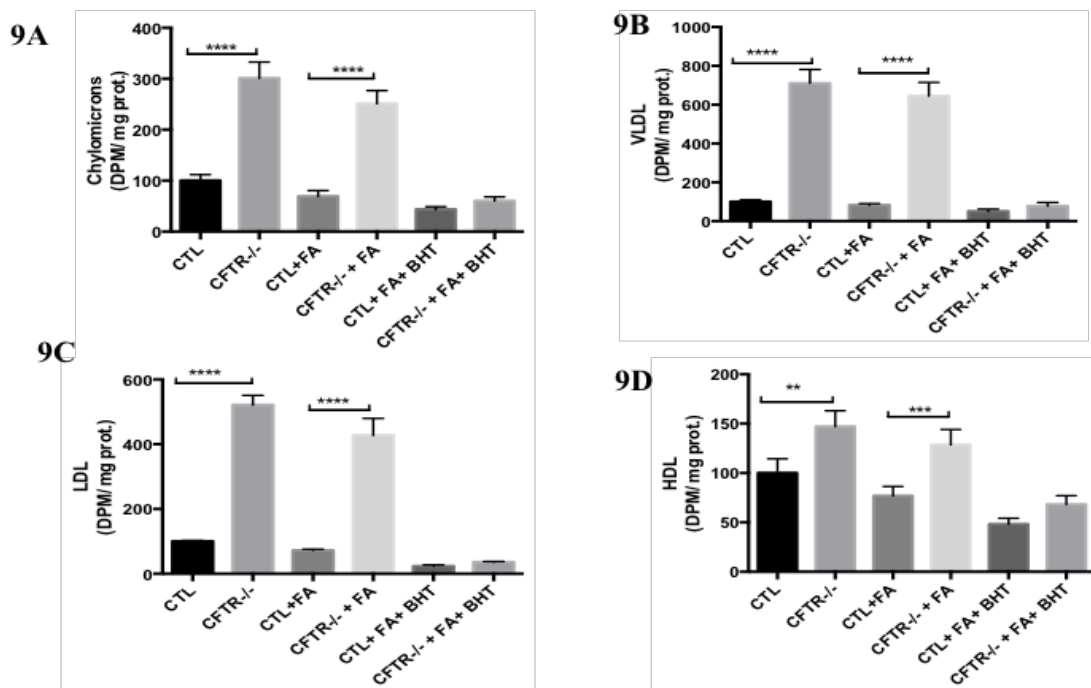 9A
Chylomicrons
(DPM/ mg prot.)
400
300
200
100
0
****
****
CTL
CFTR-/-
CTL+FA
CFTR-/- + FA
CTL+ FA+ BHT
CFTR-/- + FA+ BHT
9B
VLDL
(DPM/ mg prot.)
1000
800
600
400
200
0
****
****
CTL
CFTR-/-
CTL+FA
CFTR-/- + FA
CTL+ FA+ BHT
CFTR-/- + FA+ BHT
9C
LDL
(DPM/ mg prot.)
600
400
200
0
****
****
CTL
CFTR-/-
CTL+FA
CFTR-/- + FA
CTL+ FA+ BHT
CFTR-/- + FA+ BHT
9D
HDL
(DPM/ mg prot.)
200
150
100
50
0
**
***
CTL
CFTR-/-
CTL+FA
CFTR-/- + FA
CTL+ FA+ BHT
CFTR-/- + FA+ BHT